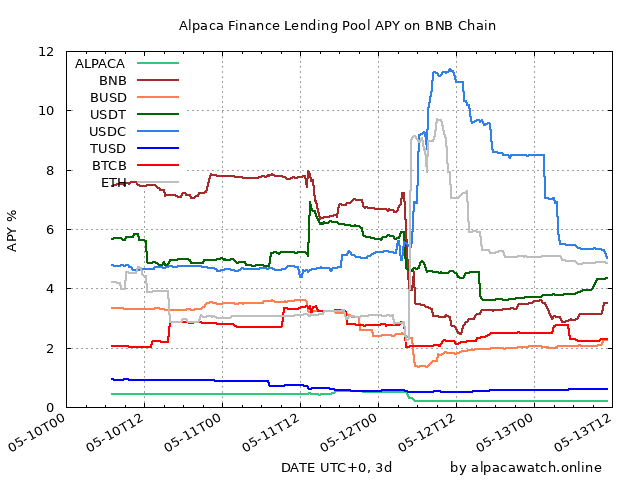 Alpaca Finance Lending Pool APY on BNB Chain
12
10
8
6
4
2
0
APY %
ALPACA
BNB
BUSD
USDT
USDC
TUSD
BTCB
ETH
05-10T00
05-10T12
05-11T00
05-11T12
05-12T00
05-12T12
05-13T00
05-13T12
DATE UTC+0, 3d
by alpacawatch.online